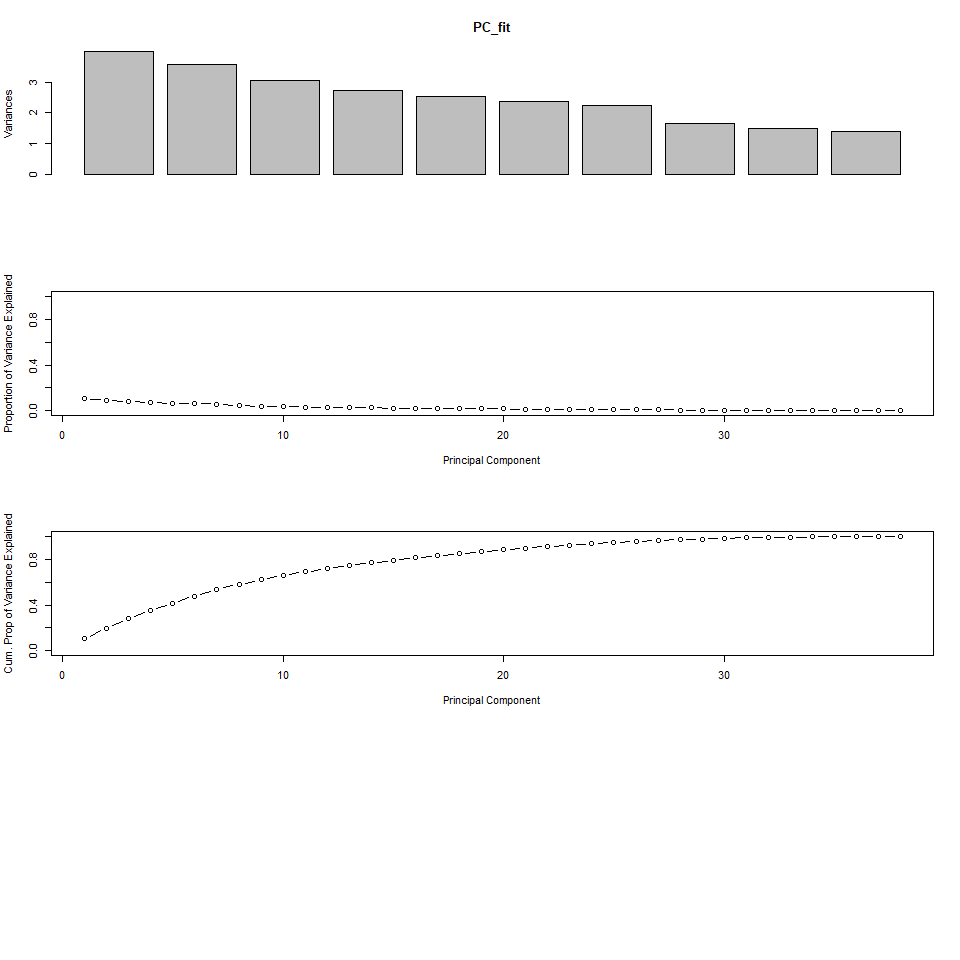 PC_fit
Variances
3
2
1
0
Proportion of Variance Explained
0.8
0.4
0.0
0 10 20 30
Principal Component
Cum. Prop of Variance Explained
0.8
0.4
0.0
0 10 20 30
Principal Component